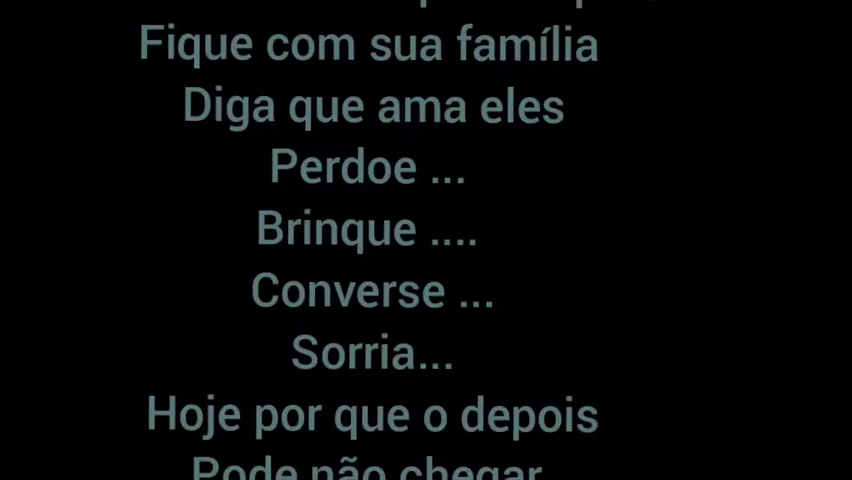 Fique com sua família
Diga que ama eles
Perdoe ...
Brinque ....
Converse ...
Sorria...
Hoje por que o depois
Pode não chegar